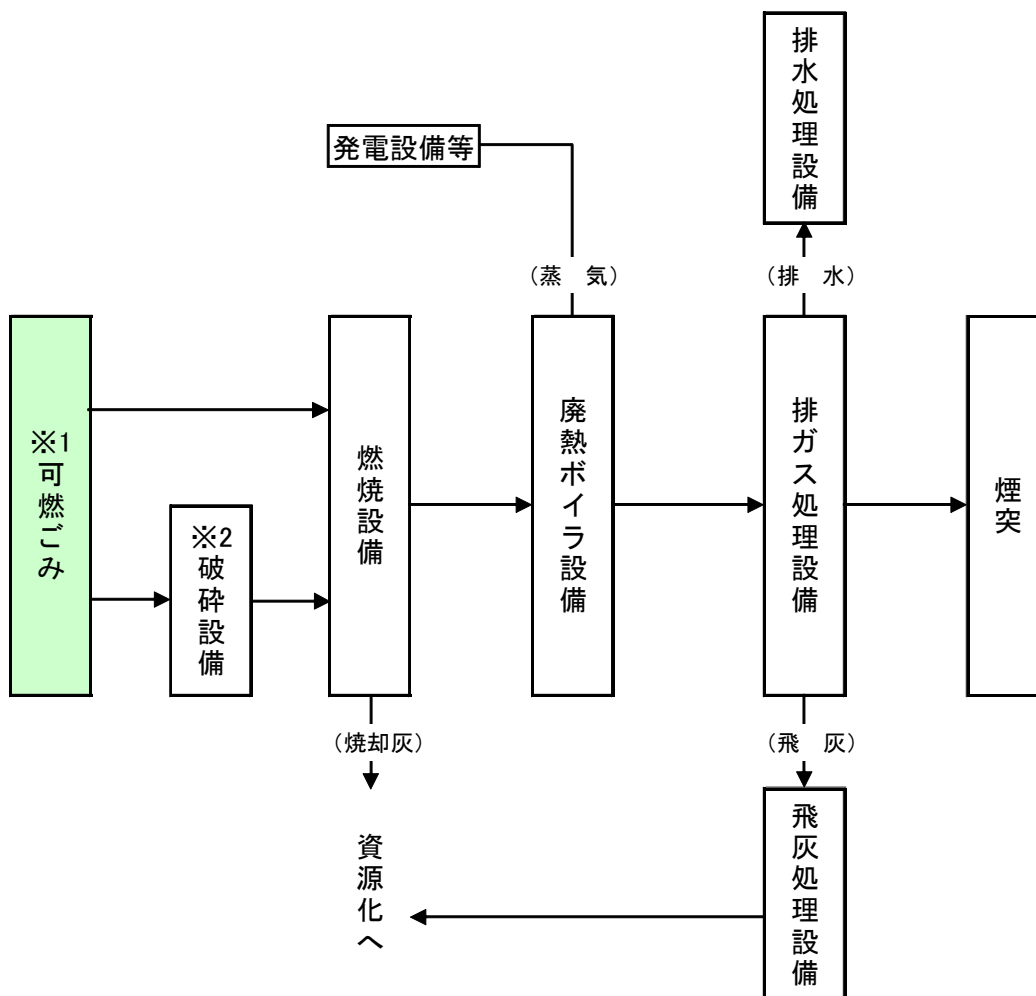 排水処理設備
発電設備等
（蒸　気）
（排　水）
※1可燃ごみ
※2破砕設備
燃焼設備
廃熱ボイラ設備
排ガス処理設備
煙突
（焼却灰）
（飛　灰）
資源化へ
飛灰処理設備